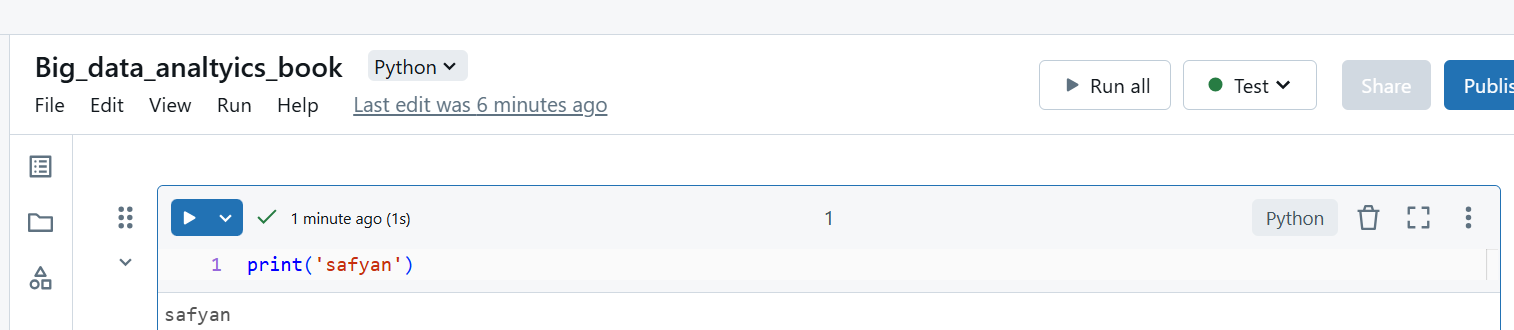 Big_data_analtyics_book Python
File Edit View Run Help Last edit was 6 minutes ago
Run all Test Share Publis
1 minute ago (1s) 1 Python
1 print('safyan')
safyan